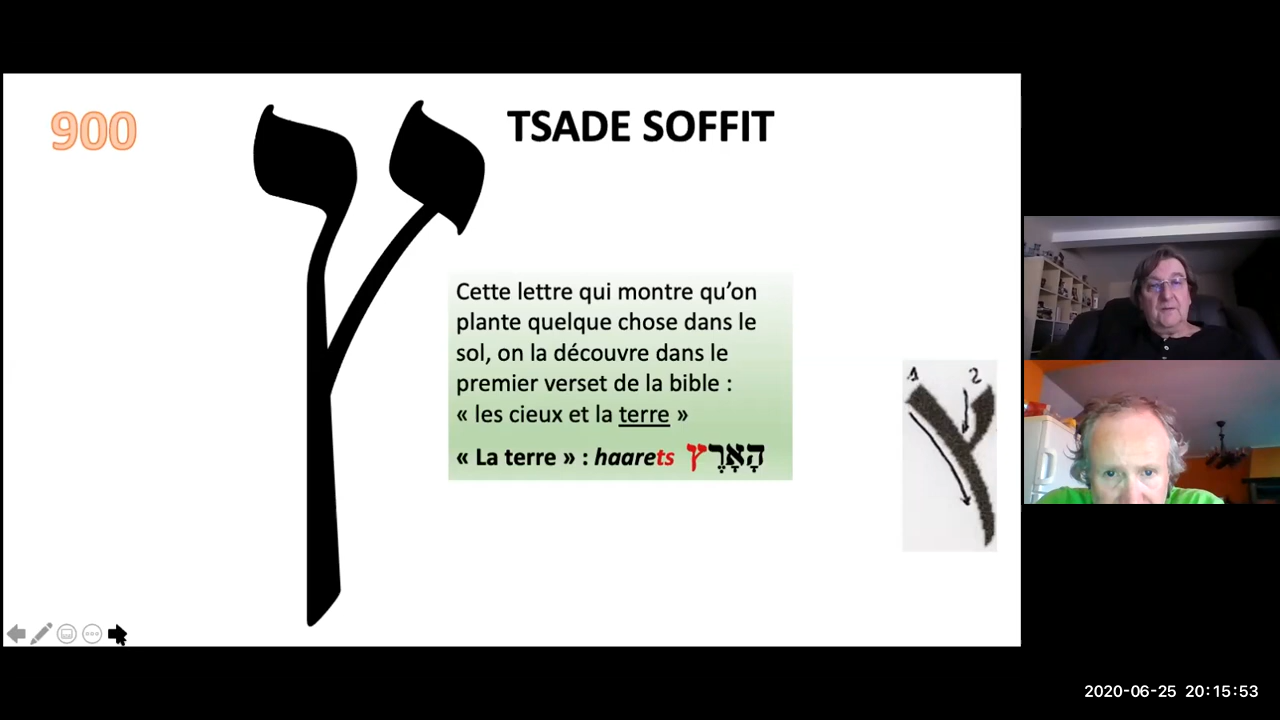 900
TSADE SOFFIT
ץ
Cette lettre qui montre qu’on
plante quelque chose dans le
sol, on la découvre dans le
premier verset de la bible :
« les cieux et la terre »
« La terre » : haarets הָאָרֶץ
1 2
2020-06-25 20:15:53